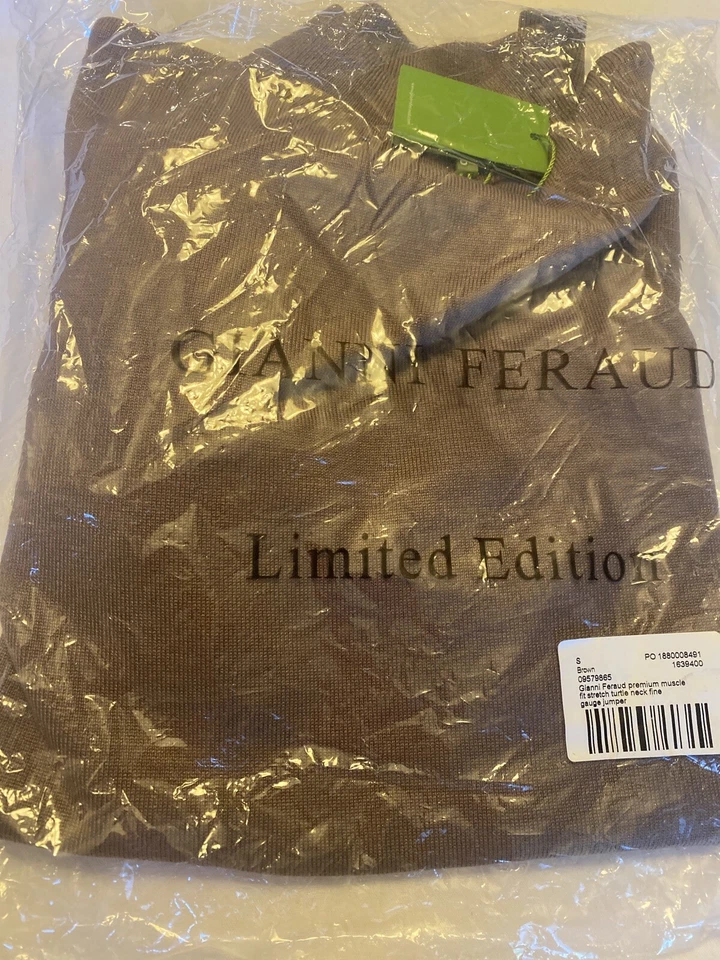 GIANNI FERAUD
Limited Edition
S PO 1880008491
Brown 1639400
09579865
Gianni Feraud premium muscle
fit stretch turtle neck fine
gauge jumper